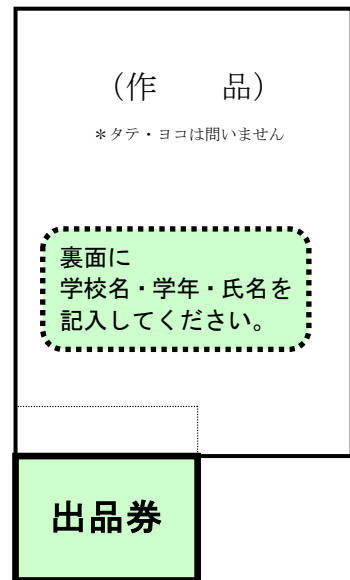 （作　　品）
＊タテ・ヨコは問いません
裏面に
学校名・学年・氏名を
記入してください。
出品券